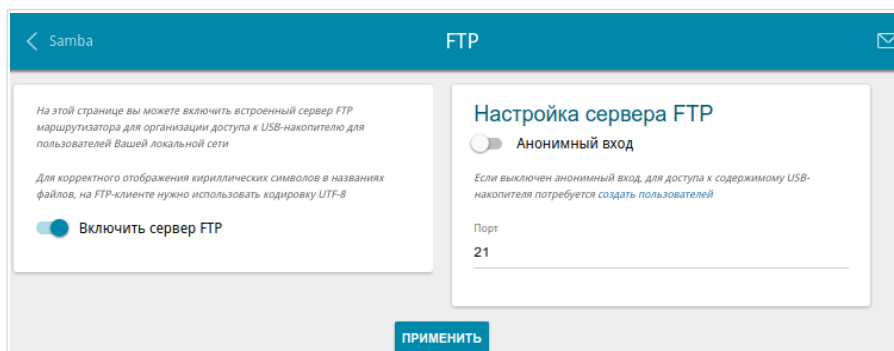 Samba
FTP
На этой странице вы можете включить встроенный сервер FTP
маршрутизатора для организации доступа к USB-накопителю для
пользователей Вашей локальной сети
Для корректного отображения кириллических символов в названиях
файлов, на FTP-клиенте нужно использовать кодировку UTF-8
Включить сервер FTP
Настройка сервера FTP
Анонимный вход
Если выключен анонимный вход, для доступа к содержимому USB-
накопителя потребуется создать пользователей
Порт
21
ПРИМЕНИТЬ